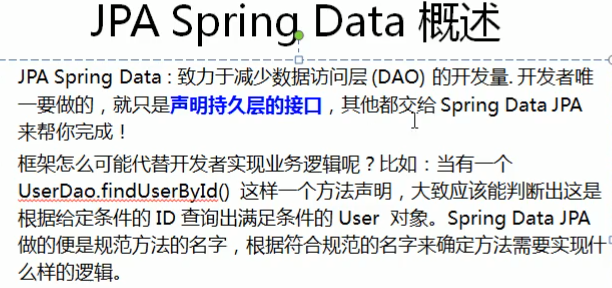 JPA Spring Data 概述
JPA Spring Data : 致力于减少数据访问层 (DAO) 的开发量. 开发者唯
一要做的，就只是声明持久层的接口，其他都交给 Spring Data JPA
来帮你完成！
框架怎么可能代替开发者实现业务逻辑呢？比如：当有一个
UserDao.findUserById() 这样一个方法声明，大致应该能判断出这是
根据给定条件的 ID 查询出满足条件的 User 对象。Spring Data JPA
做的便是规范方法的名字，根据符合规范的名字来确定方法需要实现什
么样的逻辑。